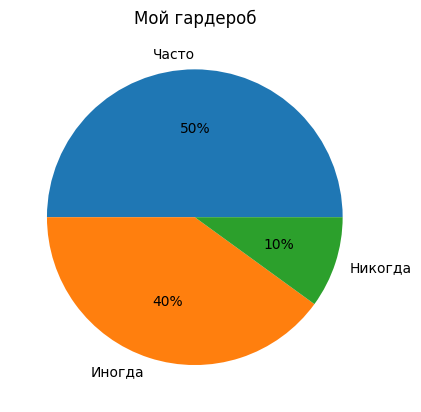 Мой гардероб
Часто
50%
10%
Никогда
40%
Иногда